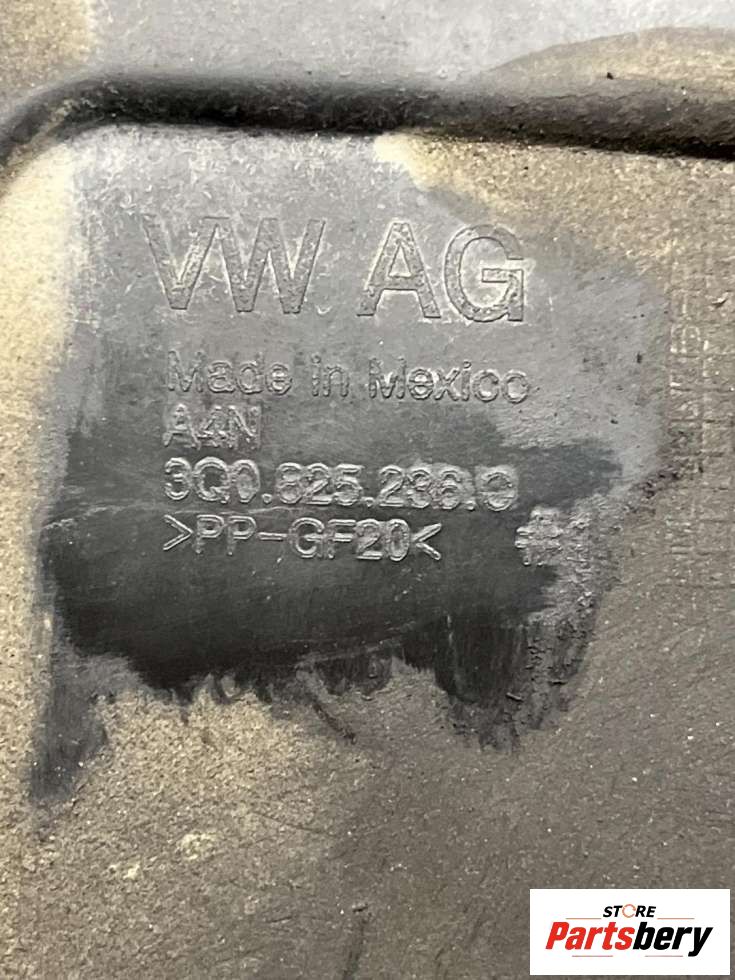 VW AG
Made in Mexico
A4N
3Q0.825.236.
>PP-GF20<
STORE
Partsbery